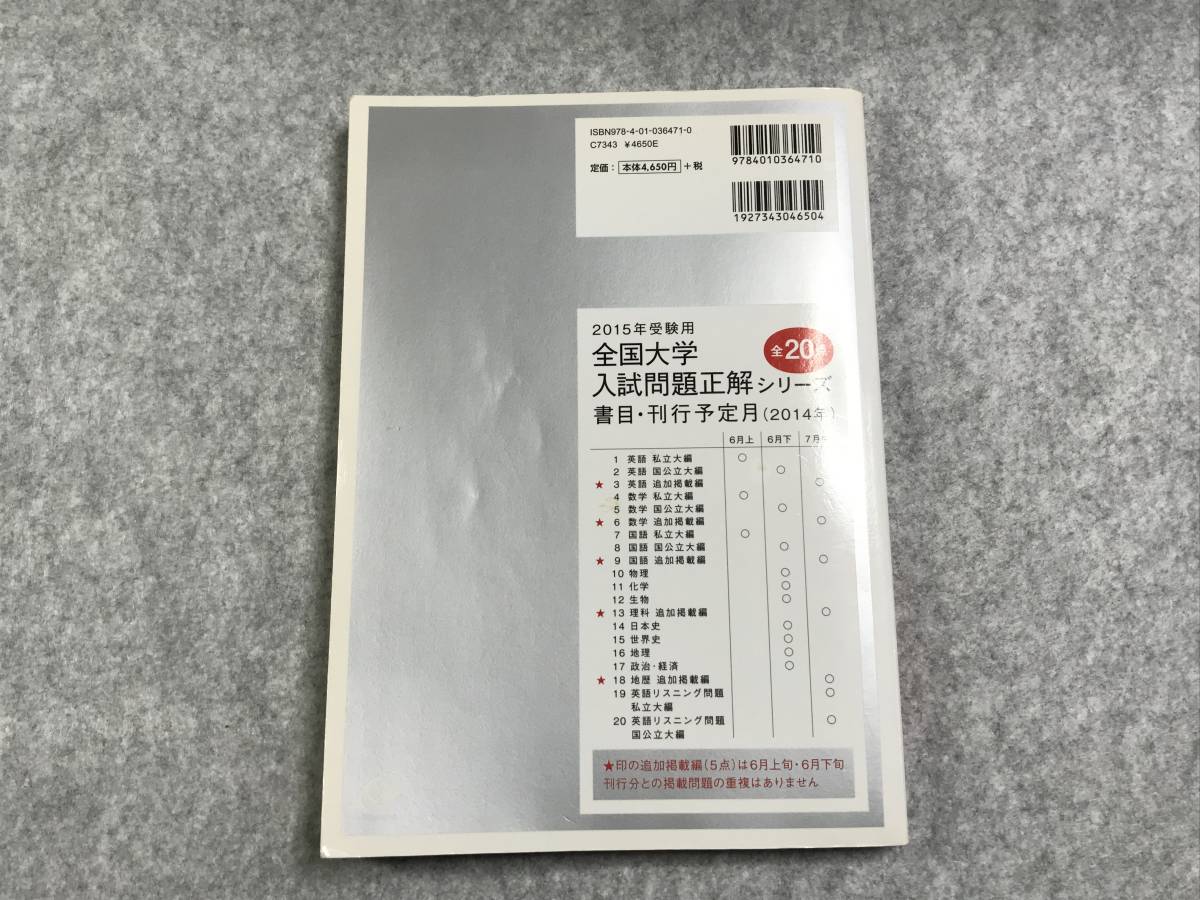 ISBN978-4-01-036471-0
C7343 ¥4650E
定価： 本体4,650円 +税
9784010364710
1927343046504
2015年受験用
全国大学
入試問題正解シリーズ
全20点
書目・刊行予定月（2014年）
6月上 6月下 7月中
1 英語 私立大編 ○
2 英語 国公立大編 ○
★ 3 英語 追加掲載編 ○
4 数学 私立大編 ○
5 数学 国公立大編 ○
★ 6 数学 追加掲載編 ○
7 国語 私立大編 ○
8 国語 国公立大編 ○
★ 9 国語 追加掲載編 ○
10 物理 ○
11 化学 ○
12 生物 ○
★ 13 理科 追加掲載編 ○
14 日本史 ○
15 世界史 ○
16 地理 ○
17 政治・経済 ○
★ 18 地歴 追加掲載編 ○
19 英語リスニング問題 ○
私立大編
20 英語リスニング問題 ○
国公立大編
★印の追加掲載編（5点）は6月上旬・6月下旬
刊行分との掲載問題の重複はありません